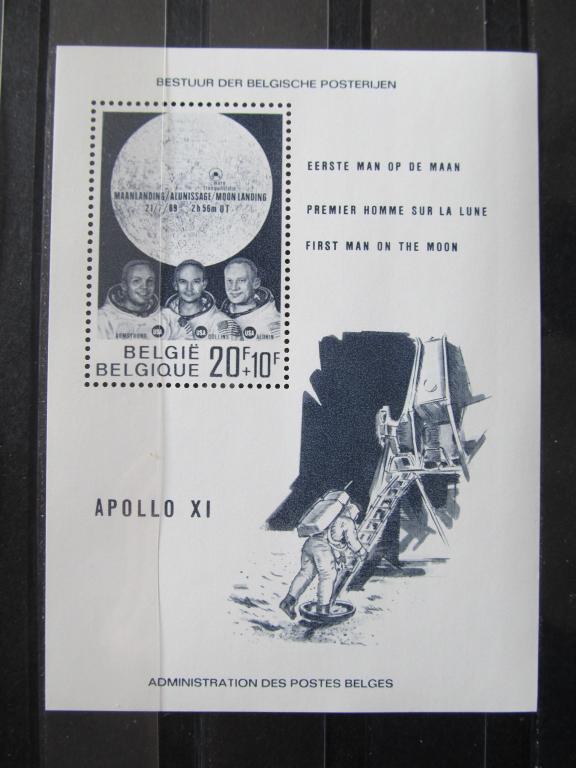 BESTUUR DER BELGISCHE POSTERIJEN
MARE
MAANLANDING/ALUNISSAGE/MOON LANDING
21/7/69 2h56m UT
ARMSTRONG USA COLLINS USA ALDRIN
BELGIË
BELGIQUE 20F+10F
EERSTE MAN OP DE MAAN
PREMIER HOMME SUR LA LUNE
FIRST MAN ON THE MOON
APOLLO XI
ADMINISTRATION DES POSTES BELGES